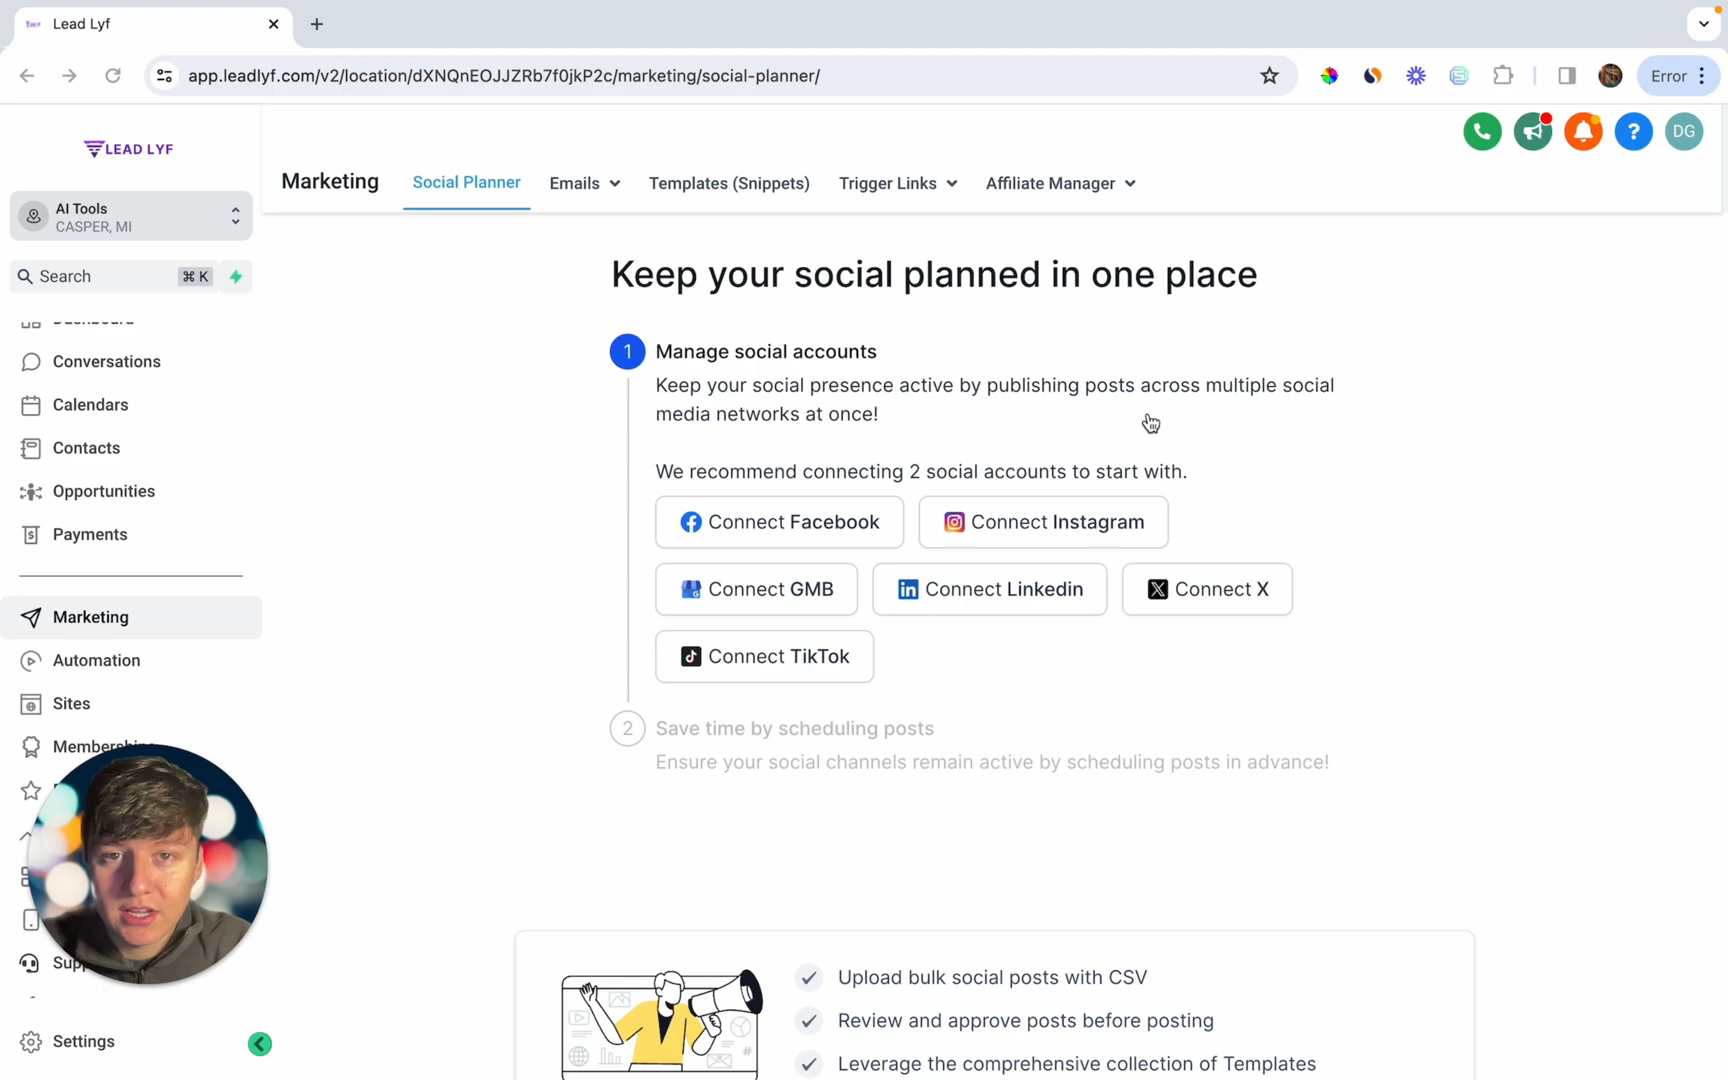 Lead Lyf
app.leadlyf.com/v2/location/dXNQnEOJJZRb7f0jkP2c/marketing/social-planner/
Error
LEAD LYF
AI Tools
CASPER, MI
Search
⌘ K
Dashboard
Conversations
Calendars
Contacts
Opportunities
Payments
Marketing
Automation
Sites
Settings
Marketing
Social Planner
Emails
Templates (Snippets)
Trigger Links
Affiliate Manager
DG
Keep your social planned in one place
1
Manage social accounts
Keep your social presence active by publishing posts across multiple social
media networks at once!
We recommend connecting 2 social accounts to start with.
Connect Facebook
Connect Instagram
Connect GMB
Connect Linkedin
Connect X
Connect TikTok
2
Save time by scheduling posts
Ensure your social channels remain active by scheduling posts in advance!
Upload bulk social posts with CSV
Review and approve posts before posting
Leverage the comprehensive collection of Templates